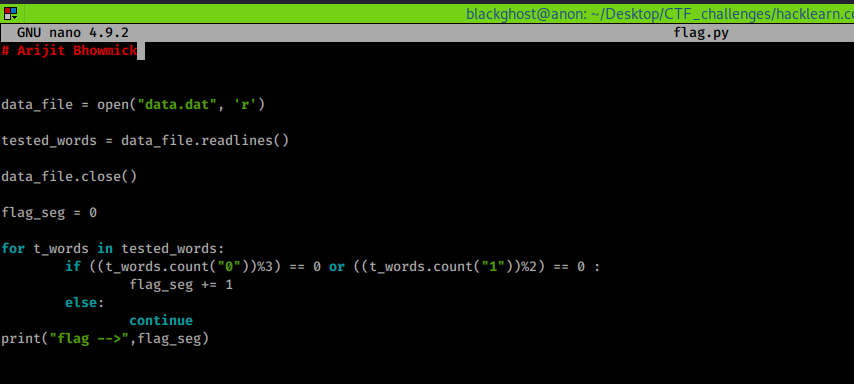 blackghost@anon: ~/Desktop/CTF_challenges/hacklearn.co
GNU nano 4.9.2 flag.py
# Arijit Bhowmick
data_file = open("data.dat", 'r')
tested_words = data_file.readlines()
data_file.close()
flag_seg = 0
for t_words in tested_words:
        if ((t_words.count("0"))%3) == 0 or ((t_words.count("1"))%2) == 0 :
                flag_seg += 1
        else:
                continue
print("flag -->",flag_seg)